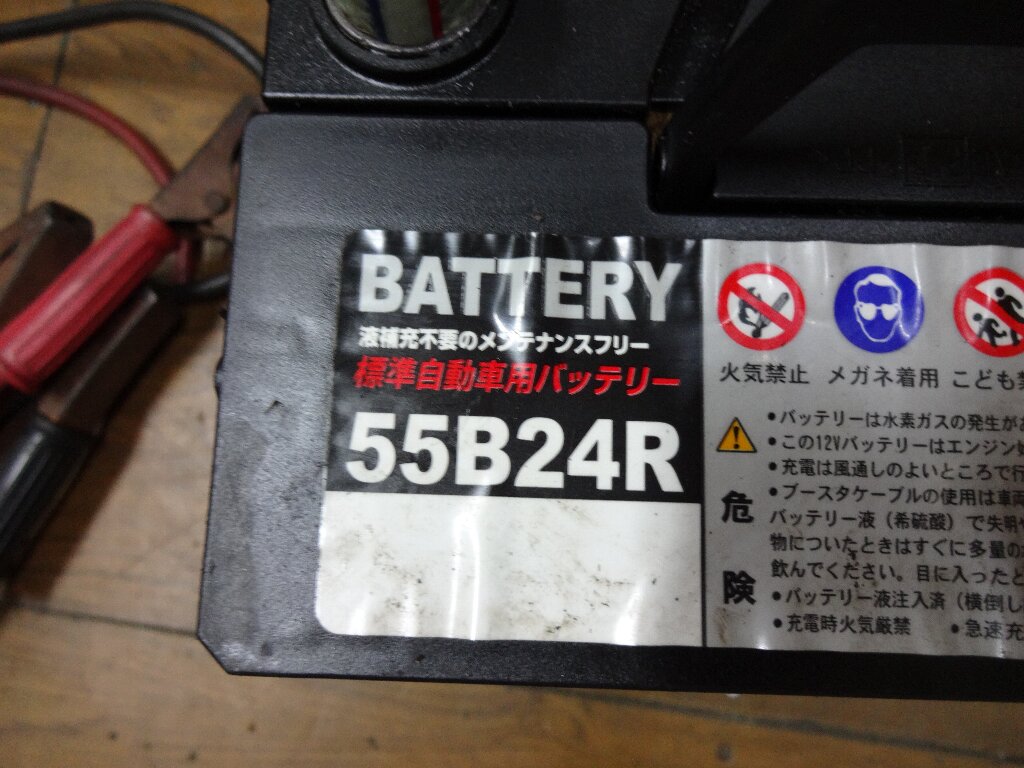 BATTERY
液補充不要のメンテナンスフリー
標準自動車用バッテリー
55B24R
火気禁止 メガネ着用 こども禁
危険
●バッテリーは水素ガスの発生が
●この12Vバッテリーはエンジン始
●充電は風通しのよいところで行
●ブースタケーブルの使用は車両
バッテリー液(希硫酸)で失明や
物についたときはすぐに多量の水
飲んでください。目に入ったと
●バッテリー液注入済(横倒し
●充電時火気厳禁 ●急速充